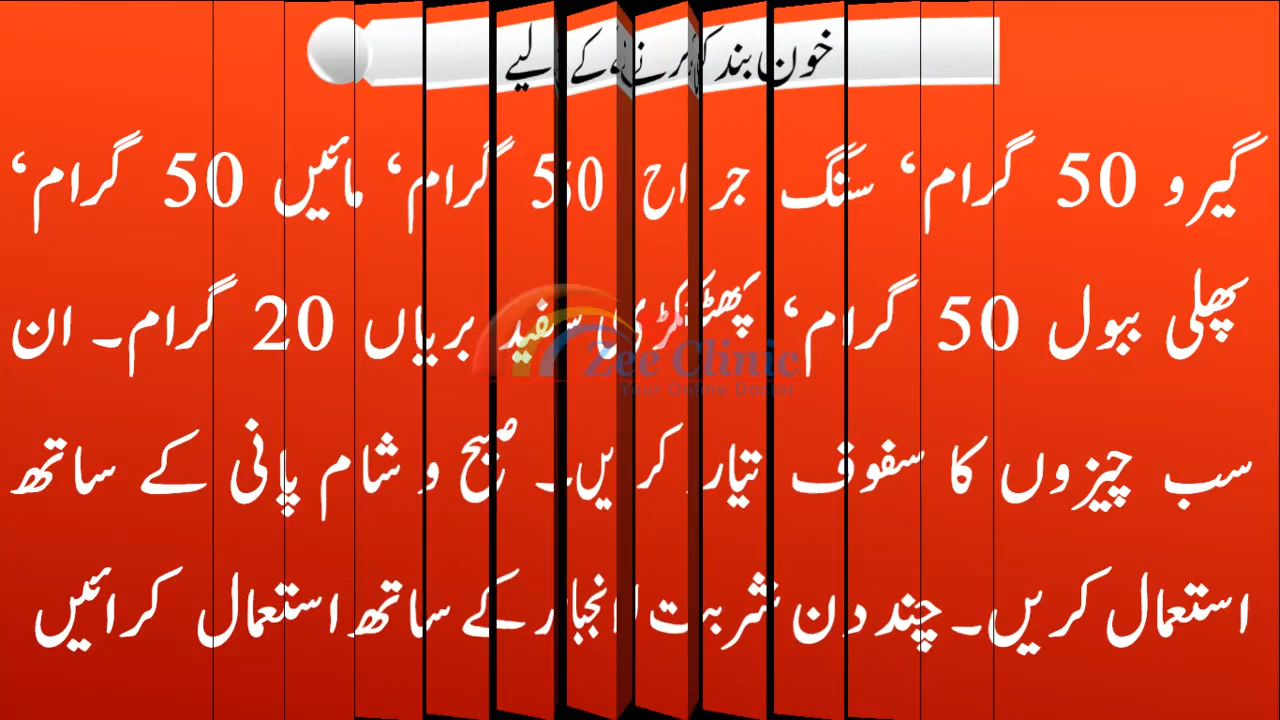 خون بند کرنے کے لیے
گیرو 50 گرام‘ سنگ جراح 50 گرام‘ مائیں 50 گرام‘
پھلی ببول 50 گرام‘ پھٹکڑی سفید بریاں 20 گرام۔ ان
سب چیزوں کا سفوف تیار کریں۔ صبح و شام پانی کے ساتھ
استعمال کریں۔ چند دن شربت انجبار کے ساتھ استعمال کرائیں
Zee Clinic
Your Online Doctor